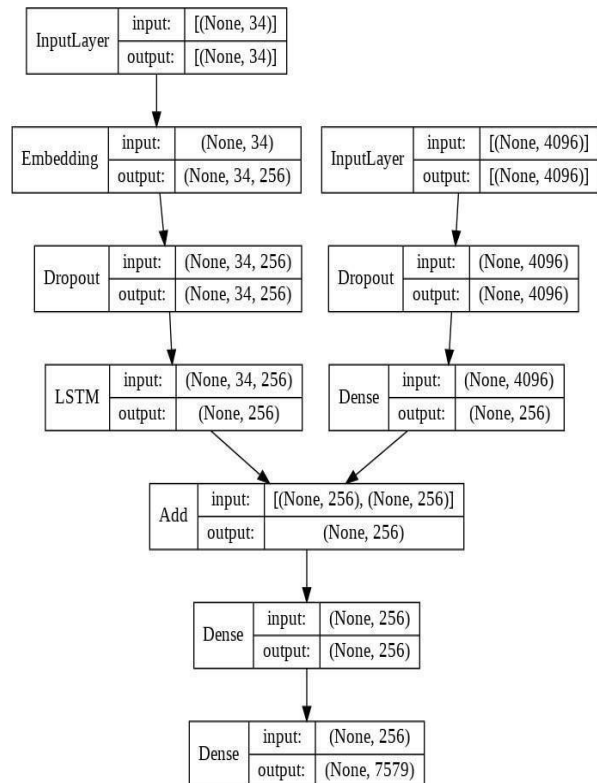 InputLayer
input: [(None, 34)]
output: [(None, 34)]
Embedding
input: (None, 34)
output: (None, 34, 256)
InputLayer
input: [(None, 4096)]
output: [(None, 4096)]
Dropout
input: (None, 34, 256)
output: (None, 34, 256)
Dropout
input: (None, 4096)
output: (None, 4096)
LSTM
input: (None, 34, 256)
output: (None, 256)
Dense
input: (None, 4096)
output: (None, 256)
Add
input: [(None, 256), (None, 256)]
output: (None, 256)
Dense
input: (None, 256)
output: (None, 256)
Dense
input: (None, 256)
output: (None, 7579)